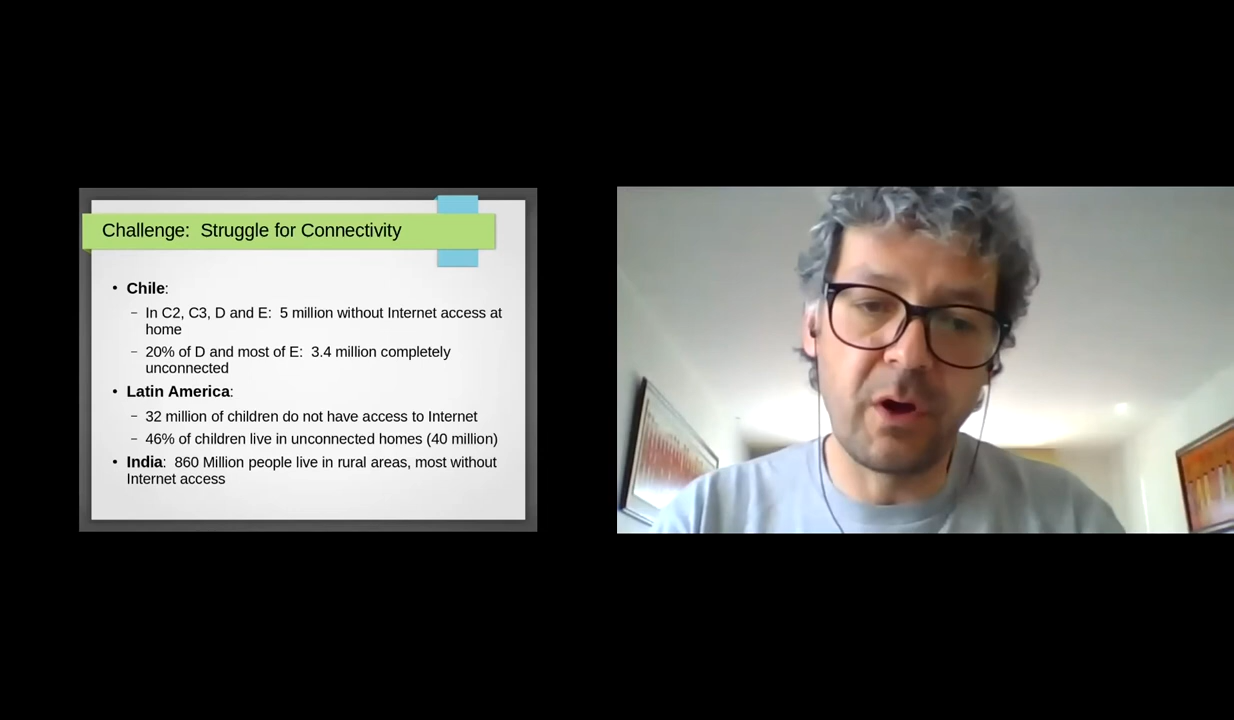 Challenge:  Struggle for Connectivity
• Chile:
– In C2, C3, D and E:  5 million without Internet access at
home
– 20% of D and most of E:  3.4 million completely
unconnected
• Latin America:
– 32 million of children do not have access to Internet
– 46% of children live in unconnected homes (40 million)
• India:  860 Million people live in rural areas, most without
Internet access